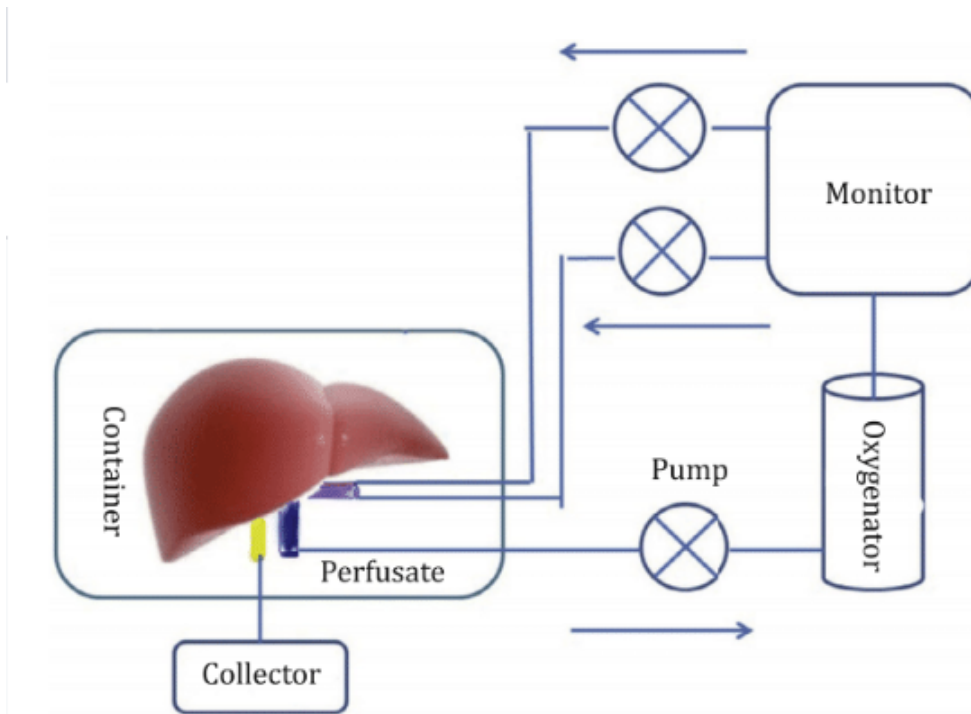 Monitor
Container
Oxygenator
Pump
Perfusate
Collector